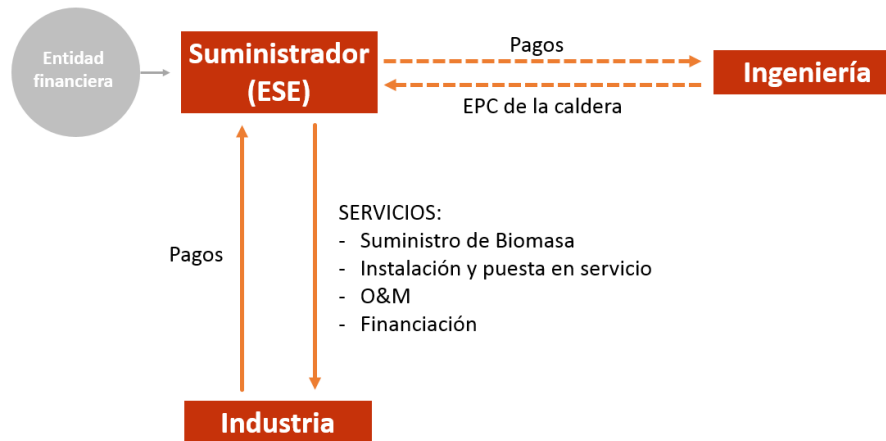 Entidad
financiera
Suministrador
(ESE)
Pagos
Ingeniería
EPC de la caldera
Pagos
SERVICIOS:
- Suministro de Biomasa
- Instalación y puesta en servicio
- O&M
- Financiación
Industria